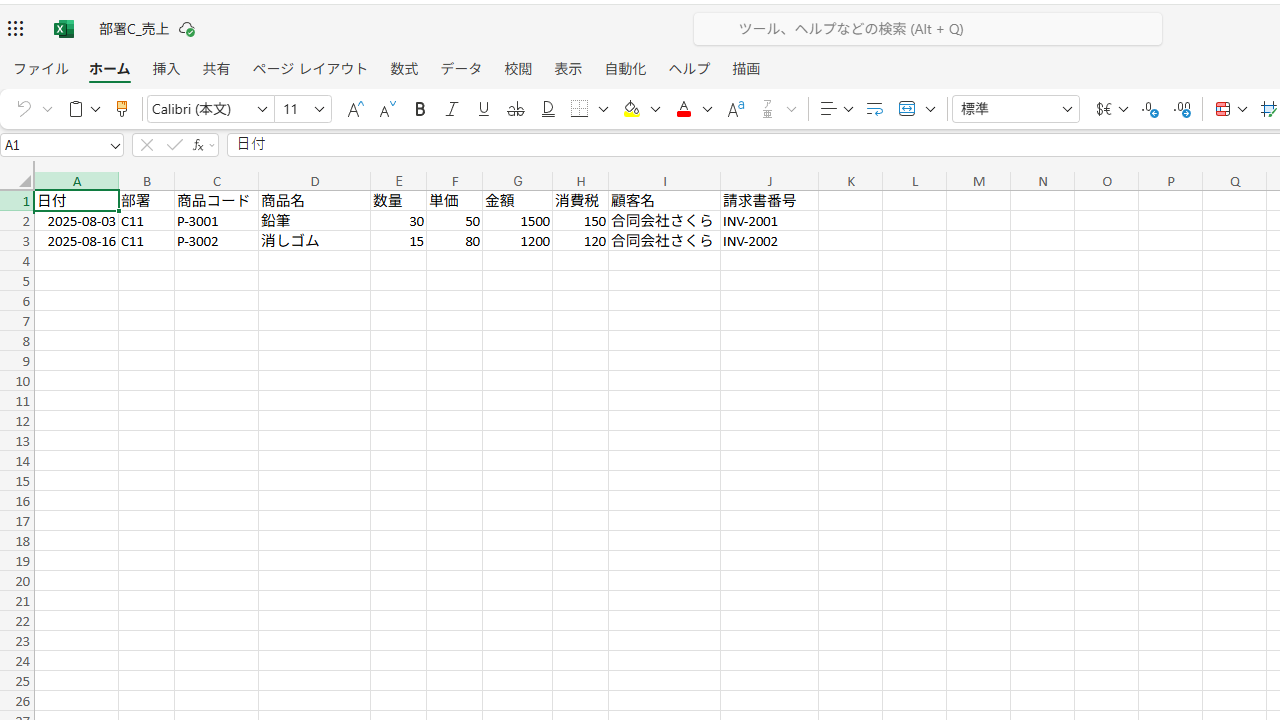 部署C_売上
ツール、ヘルプなどの検索 (Alt + Q)
ファイル ホーム 挿入 共有 ページ レイアウト 数式 データ 校閲 表示 自動化 ヘルプ 描画
Calibri (本文) 11 標準
A1 fx 日付
A B C D E F G H I J K L M N O P Q
1 日付 部署 商品コード 商品名 数量 単価 金額 消費税 顧客名 請求書番号
2 2025-08-03 C11 P-3001 鉛筆 30 50 1500 150 合同会社さくら INV-2001
3 2025-08-16 C11 P-3002 消しゴム 15 80 1200 120 合同会社さくら INV-2002
4
5
6
7
8
9
10
11
12
13
14
15
16
17
18
19
20
21
22
23
24
25
26
27